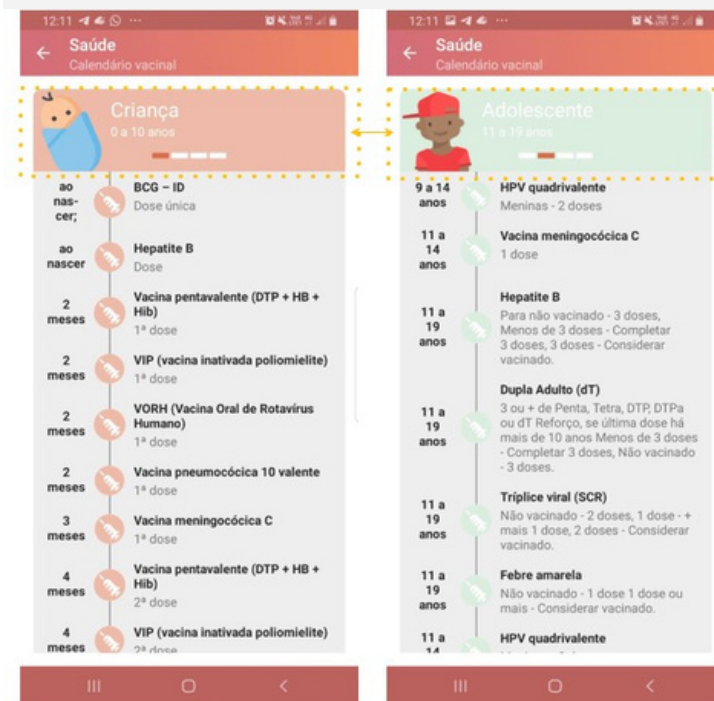 12:11
Saúde
Calendário vacinal
Criança
0 a 10 anos
ao
nas-
cer;
BCG – ID
Dose única
ao
nascer
Hepatite B
Dose
2
meses
Vacina pentavalente (DTP + HB +
Hib)
1ª dose
2
meses
VIP (vacina inativada poliomielite)
1ª dose
2
meses
VORH (Vacina Oral de Rotavírus
Humano)
1ª dose
2
meses
Vacina pneumocócica 10 valente
1ª dose
3
meses
Vacina meningocócica C
1ª dose
4
meses
Vacina pentavalente (DTP + HB +
Hib)
2ª dose
4
meses
VIP (vacina inativada poliomielite)
2ª dose
12:11
Saúde
Calendário vacinal
Adolescente
11 a 19 anos
9 a 14
anos
HPV quadrivalente
Meninas - 2 doses
11 a
14
anos
Vacina meningocócica C
1 dose
11 a
19
anos
Hepatite B
Para não vacinado - 3 doses,
Menos de 3 doses - Completar
3 doses, 3 doses - Considerar
vacinado.
11 a
19
anos
Dupla Adulto (dT)
3 ou + de Penta, Tetra, DTP, DTPa
ou dT Reforço, se última dose há
mais de 10 anos Menos de 3 doses
- Completar 3 doses, Não vacinado
- 3 doses.
11 a
19
anos
Tríplice viral (SCR)
Não vacinado - 2 doses, 1 dose - +
mais 1 dose, 2 doses - Considerar
vacinado.
11 a
19
anos
Febre amarela
Não vacinado - 1 dose 1 dose ou
mais - Considerar vacinado.
11 a
14
HPV quadrivalente